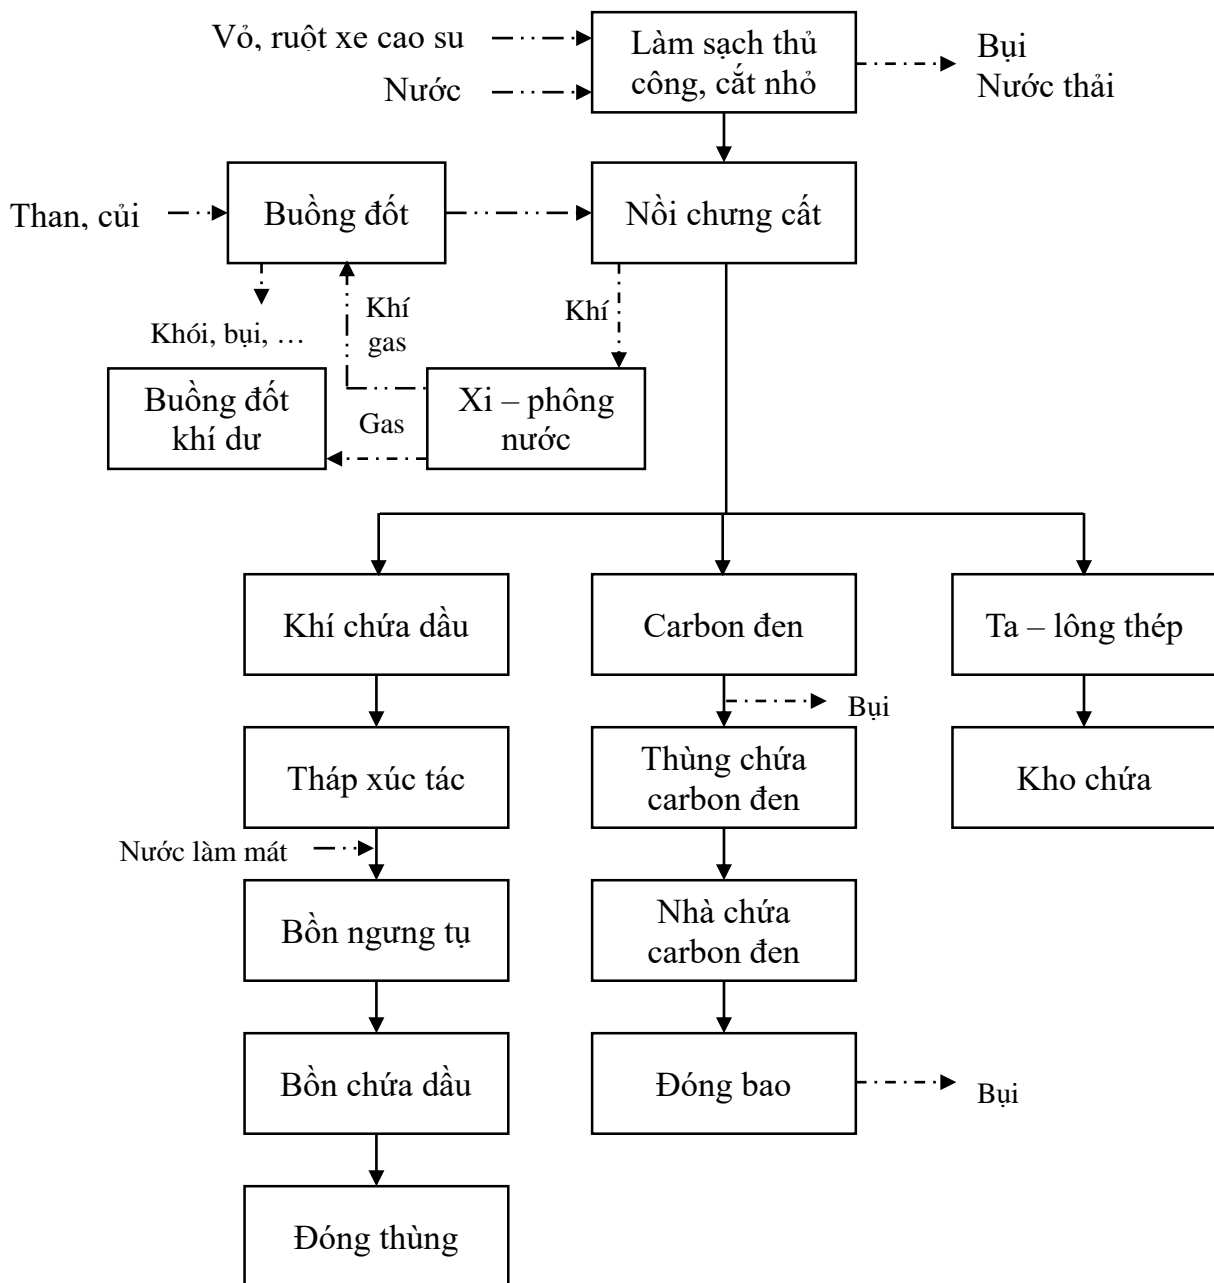 Vỏ, ruột xe cao su
Nước
Làm sạch thủ
công, cắt nhỏ
Bụi
Nước thải
Than, củi
Buồng đốt
Nồi chưng cất
Khói, bụi, …
Khí
gas
Khí
Buồng đốt
khí dư
Gas
Xi – phông
nước
Khí chứa dầu
Carbon đen
Ta – lông thép
Bụi
Tháp xúc tác
Thùng chứa
carbon đen
Kho chứa
Nước làm mát
Bồn ngưng tụ
Nhà chứa
carbon đen
Bồn chứa dầu
Đóng bao
Bụi
Đóng thùng